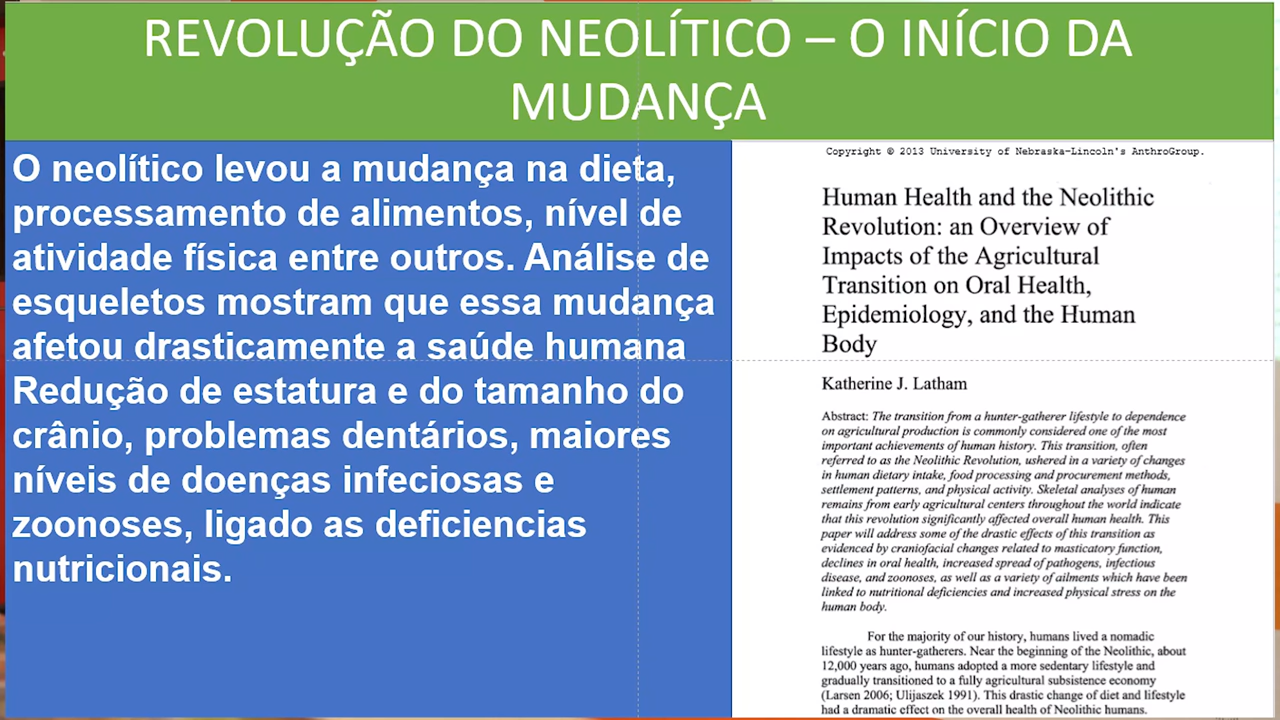 REVOLUÇÃO DO NEOLÍTICO – O INÍCIO DA
MUDANÇA
O neolítico levou a mudança na dieta,
processamento de alimentos, nível de
atividade física entre outros. Análise de
esqueletos mostram que essa mudança
afetou drasticamente a saúde humana
Redução de estatura e do tamanho do
crânio, problemas dentários, maiores
níveis de doenças infeciosas e
zoonoses, ligado as deficiencias
nutricionais.
Copyright © 2013 University of Nebraska-Lincoln's AnthroGroup.
Human Health and the Neolithic
Revolution: an Overview of
Impacts of the Agricultural
Transition on Oral Health,
Epidemiology, and the Human
Body
Katherine J. Latham
Abstract: The transition from a hunter-gatherer lifestyle to dependence
on agricultural production is commonly considered one of the most
important achievements of human history. This transition, often
referred to as the Neolithic Revolution, ushered in a variety of changes
in human dietary intake, food processing and procurement methods,
settlement patterns, and physical activity. Skeletal analyses of human
remains from early agricultural centers throughout the world indicate
that this revolution significantly affected overall human health. This
paper will address some of the drastic effects of this transition as
evidenced by craniofacial changes related to masticatory function,
declines in oral health, increased spread of pathogens, infectious
disease, and zoonoses, as well as a variety of ailments which have been
linked to nutritional deficiencies and increased physical stress on the
human body.
For the majority of our history, humans lived a nomadic
lifestyle as hunter-gatherers. Near the beginning of the Neolithic, about
12,000 years ago, humans adopted a more sedentary lifestyle and
gradually transitioned to a fully agricultural subsistence economy
(Larsen 2006; Ulijaszek 1991). This drastic change of diet and lifestyle
had a dramatic effect on the overall health of Neolithic humans.